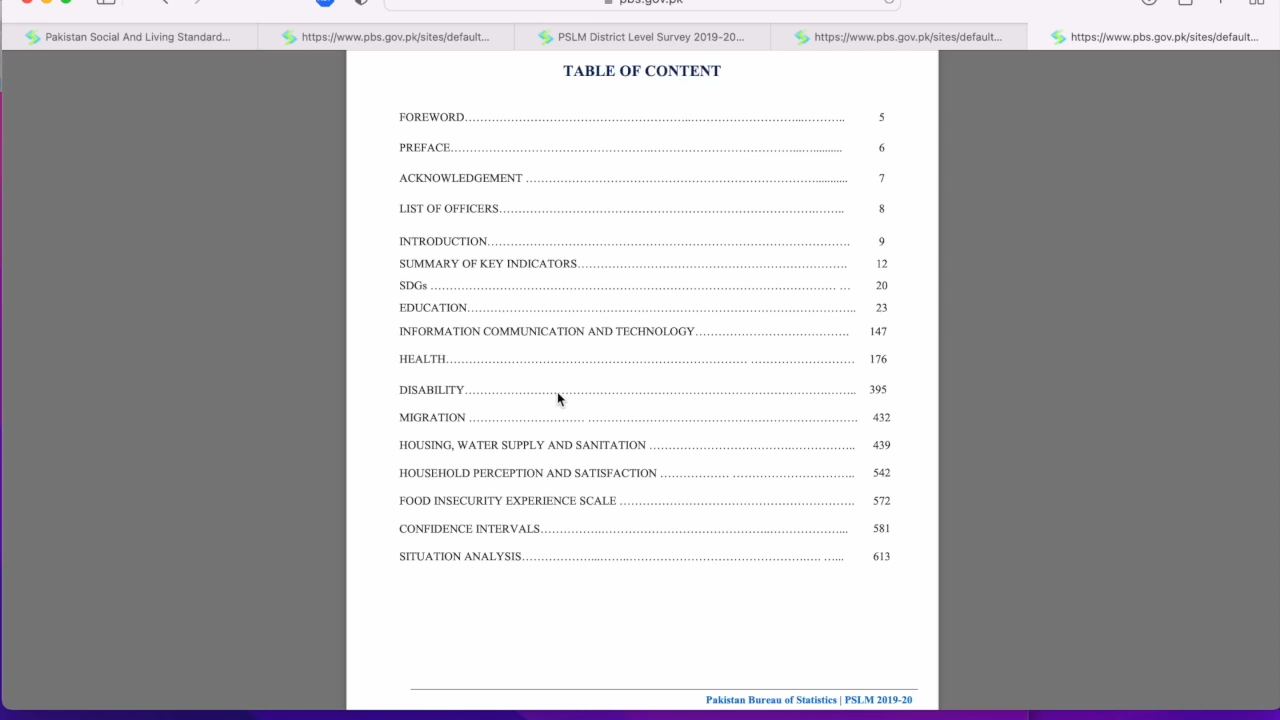 pbs.gov.pk
Pakistan Social And Living Standard...
https://www.pbs.gov.pk/sites/default...
PSLM District Level Survey 2019-20...
https://www.pbs.gov.pk/sites/default...
https://www.pbs.gov.pk/sites/default...
TABLE OF CONTENT
FOREWORD 5
PREFACE 6
ACKNOWLEDGEMENT 7
LIST OF OFFICERS 8
INTRODUCTION 9
SUMMARY OF KEY INDICATORS 12
SDGs 20
EDUCATION 23
INFORMATION COMMUNICATION AND TECHNOLOGY 147
HEALTH 176
DISABILITY 395
MIGRATION 432
HOUSING, WATER SUPPLY AND SANITATION 439
HOUSEHOLD PERCEPTION AND SATISFACTION 542
FOOD INSECURITY EXPERIENCE SCALE 572
CONFIDENCE INTERVALS 581
SITUATION ANALYSIS 613
Pakistan Bureau of Statistics | PSLM 2019-20